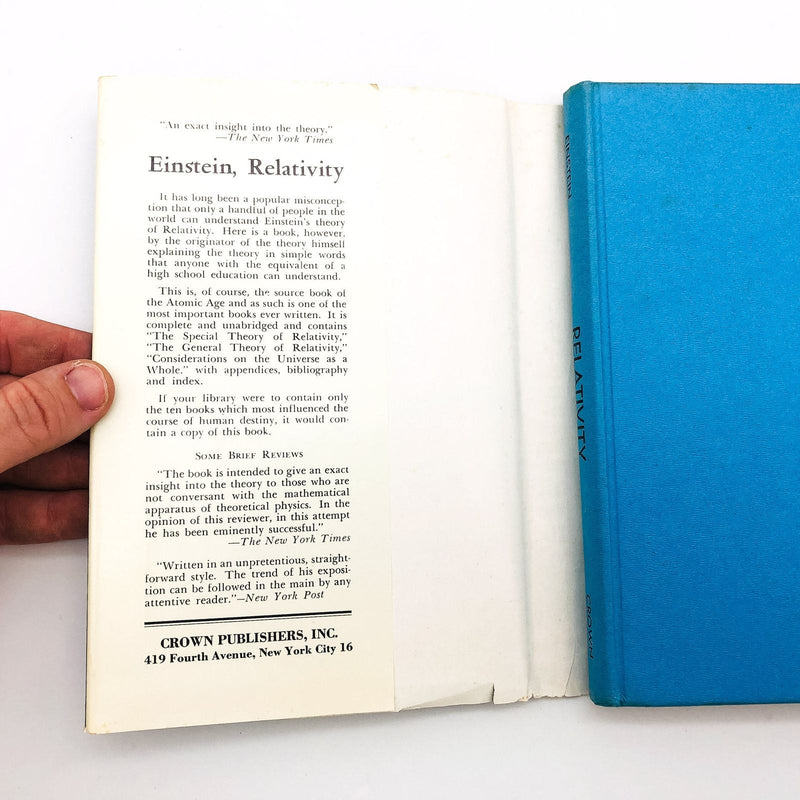 "An exact insight into the theory."
—The New York Times
Einstein, Relativity
It has long been a popular misconcep-
tion that only a handful of people in the
world can understand Einstein's theory
of Relativity. Here is a book, however,
by the originator of the theory himself
explaining the theory in simple words
that anyone with the equivalent of a
high school education can understand.
This is, of course, the source book of
the Atomic Age and as such is one of the
most important books ever written. It is
complete and unabridged and contains
"The Special Theory of Relativity,"
"The General Theory of Relativity,"
"Considerations on the Universe as a
Whole," with appendices, bibliography
and index.
If your library were to contain only
the ten books which most influenced the
course of human destiny, it would con-
tain a copy of this book.
SOME BRIEF REVIEWS
"The book is intended to give an exact
insight into the theory to those who are
not conversant with the mathematical
apparatus of theoretical physics. In the
opinion of this reviewer, in this attempt
he has been eminently successful."
—The New York Times
"Written in an unpretentious, straight-
forward style. The trend of his exposi-
tion can be followed in the main by any
attentive reader."—New York Post
CROWN PUBLISHERS, INC.
419 Fourth Avenue, New York City 16
EINSTEIN
RELATIVITY
CROWN